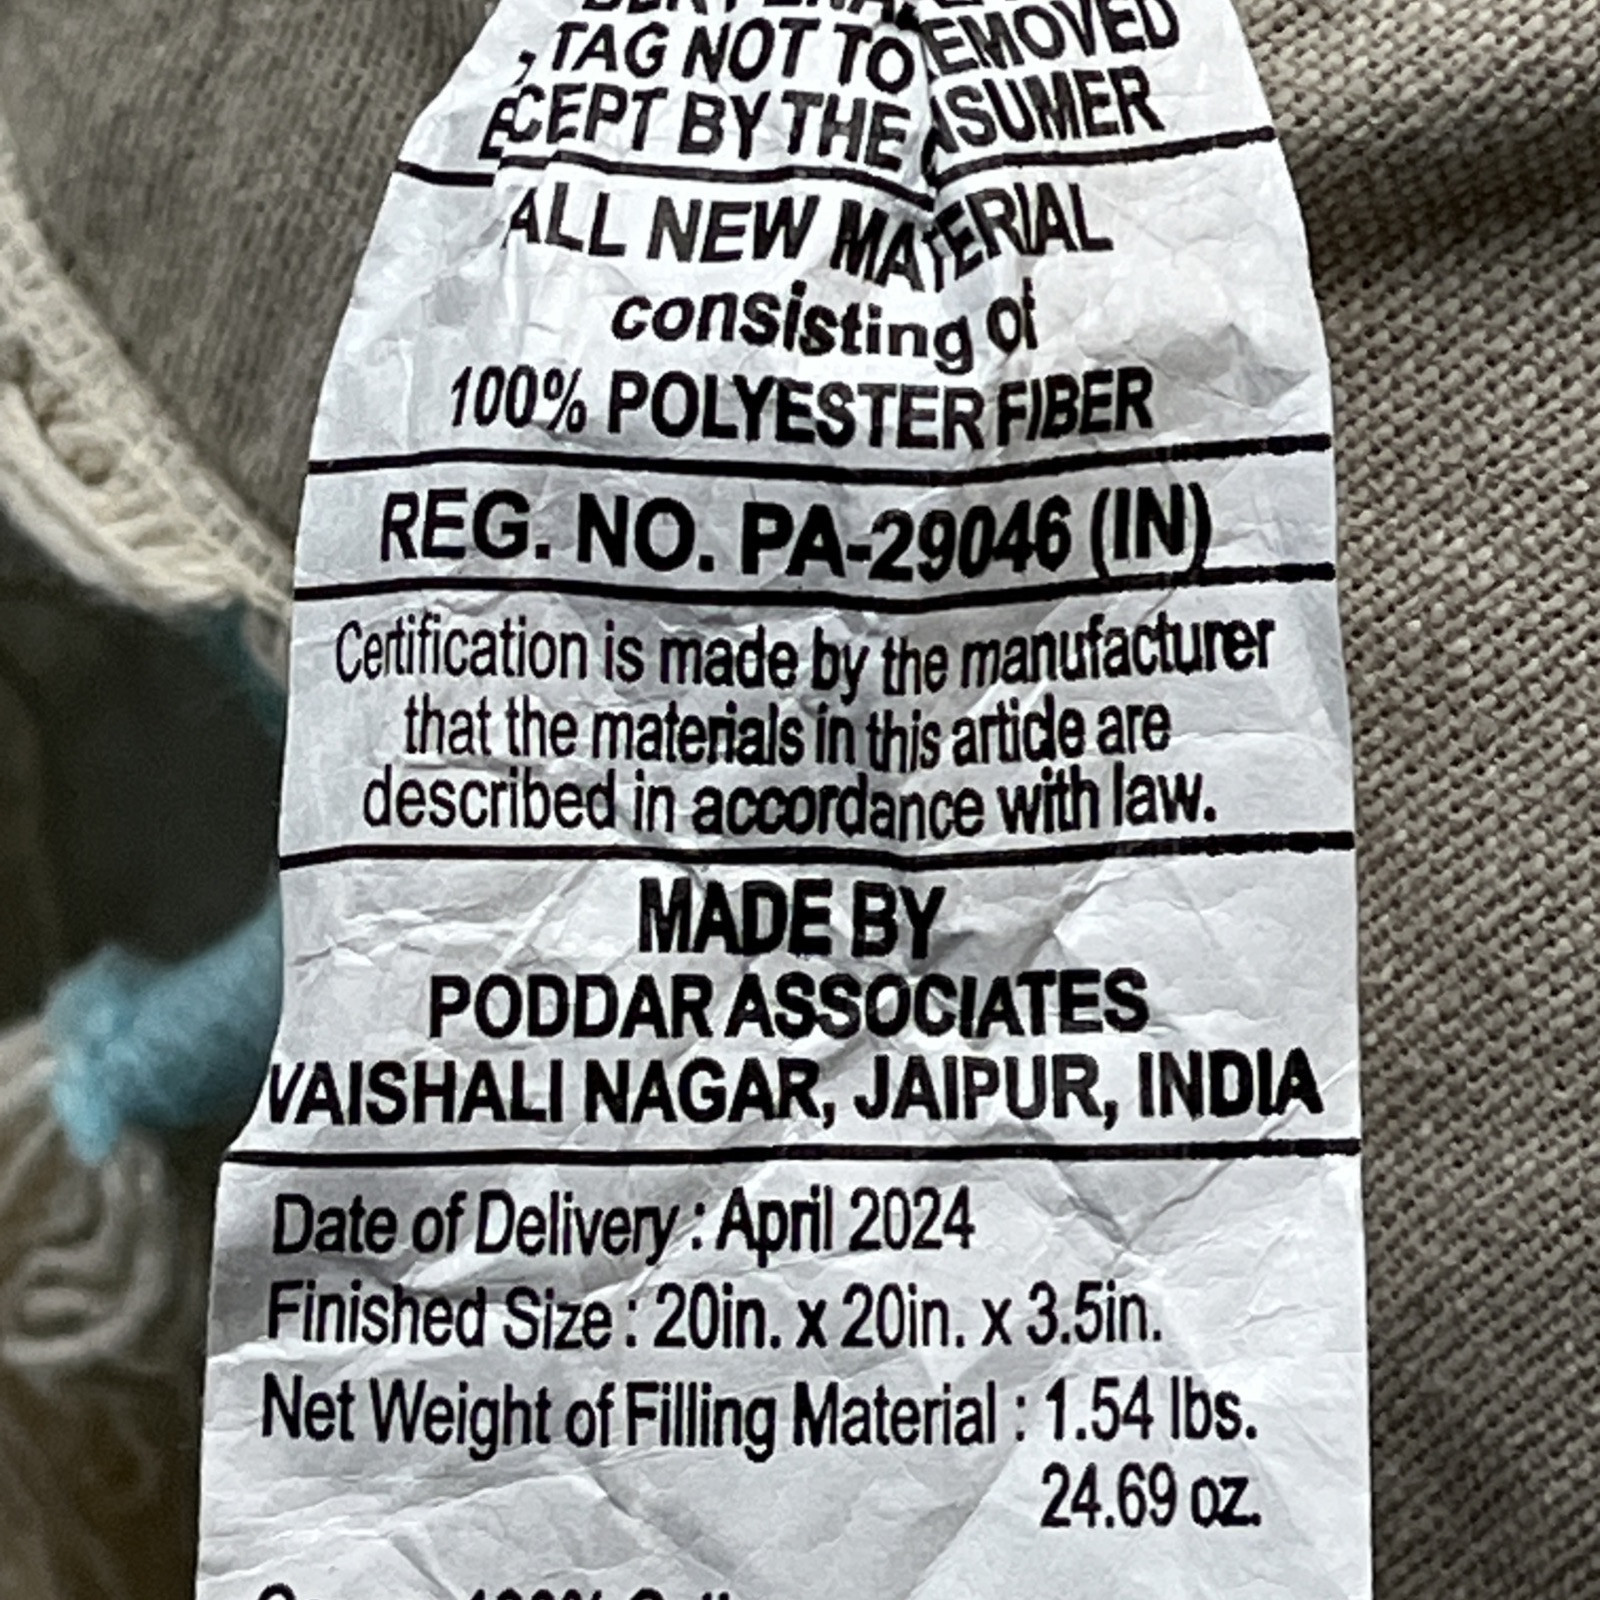 TAG NOT TO REMOVED
EXCEPT BY THE CONSUMER
ALL NEW MATERIAL
consisting of
100% POLYESTER FIBER
REG. NO. PA-29046 (IN)
Certification is made by the manufacturer
that the materials in this article are
described in accordance with law.
MADE BY
PODDAR ASSOCIATES
VAISHALI NAGAR, JAIPUR, INDIA
Date of Delivery : April 2024
Finished Size : 20in. x 20in. x 3.5in.
Net Weight of Filling Material : 1.54 lbs.
24.69 oz.